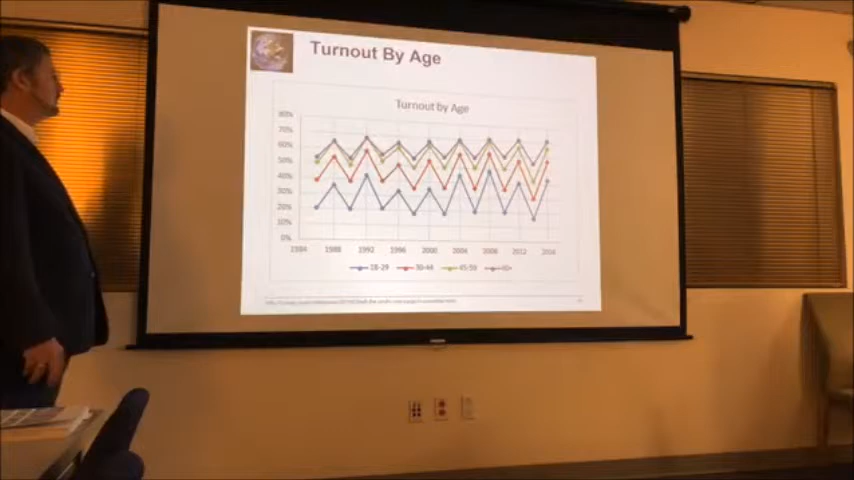 Turnout By Age
Turnout by Age
80%
70%
60%
50%
40%
30%
20%
10%
0%
1984 1988 1992 1996 2000 2004 2008 2012 2016
18-29 30-44 45-59 60+